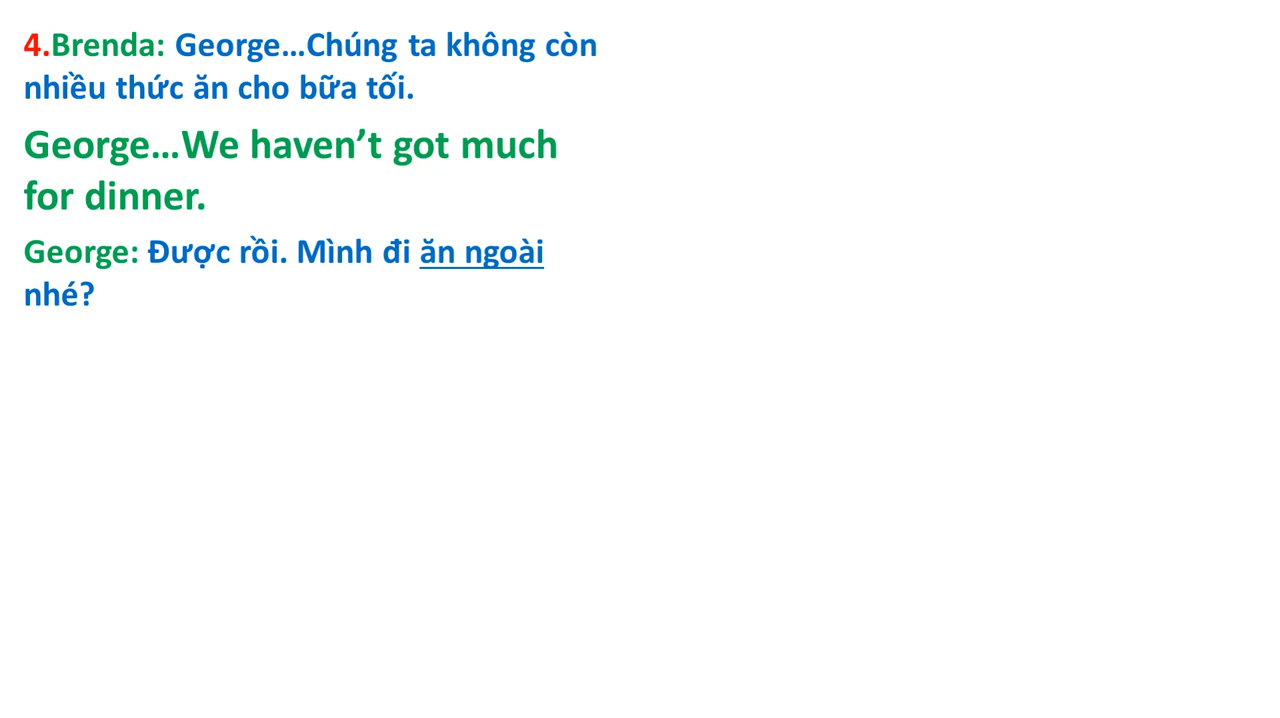 4.Brenda: George…Chúng ta không còn
nhiều thức ăn cho bữa tối.
George…We haven’t got much
for dinner.
George: Được rồi. Mình đi ăn ngoài
nhé?